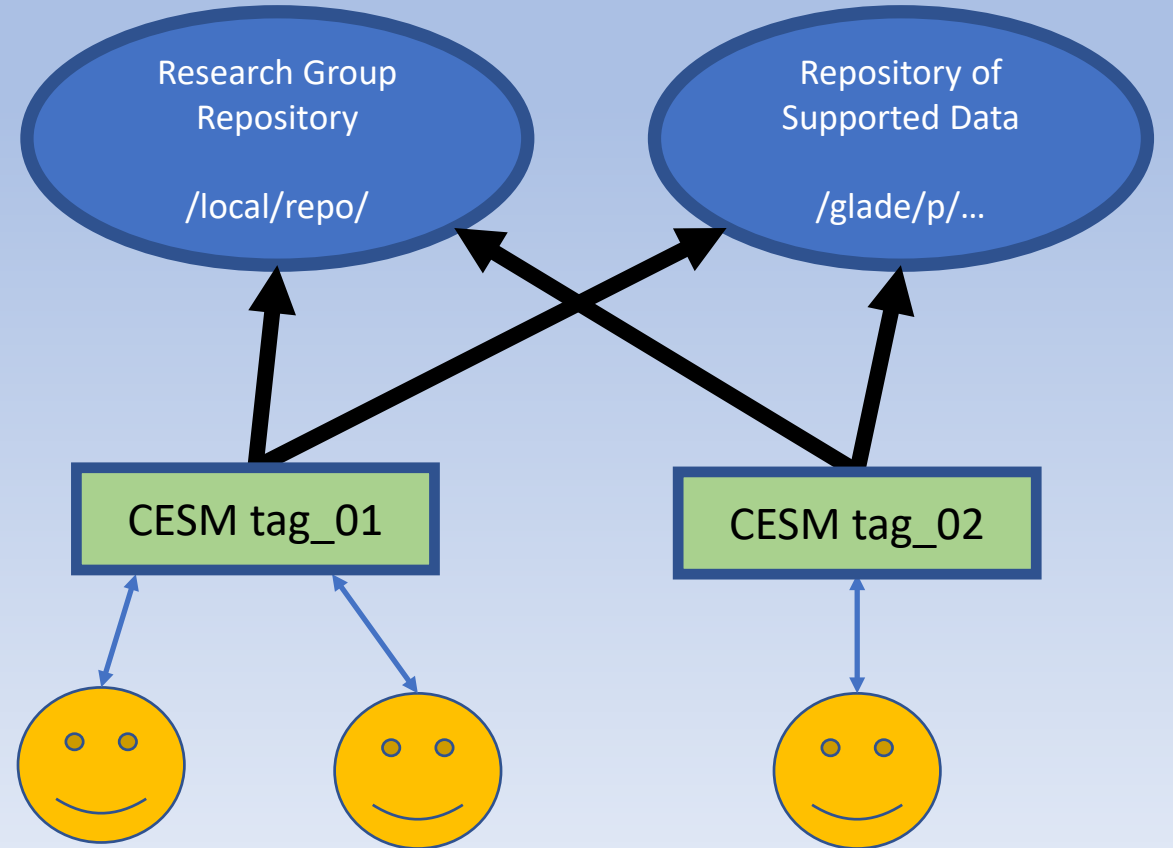 Research Group
Repository
/local/repo/
Repository of
Supported Data
/glade/p/…
CESM tag_01
CESM tag_02